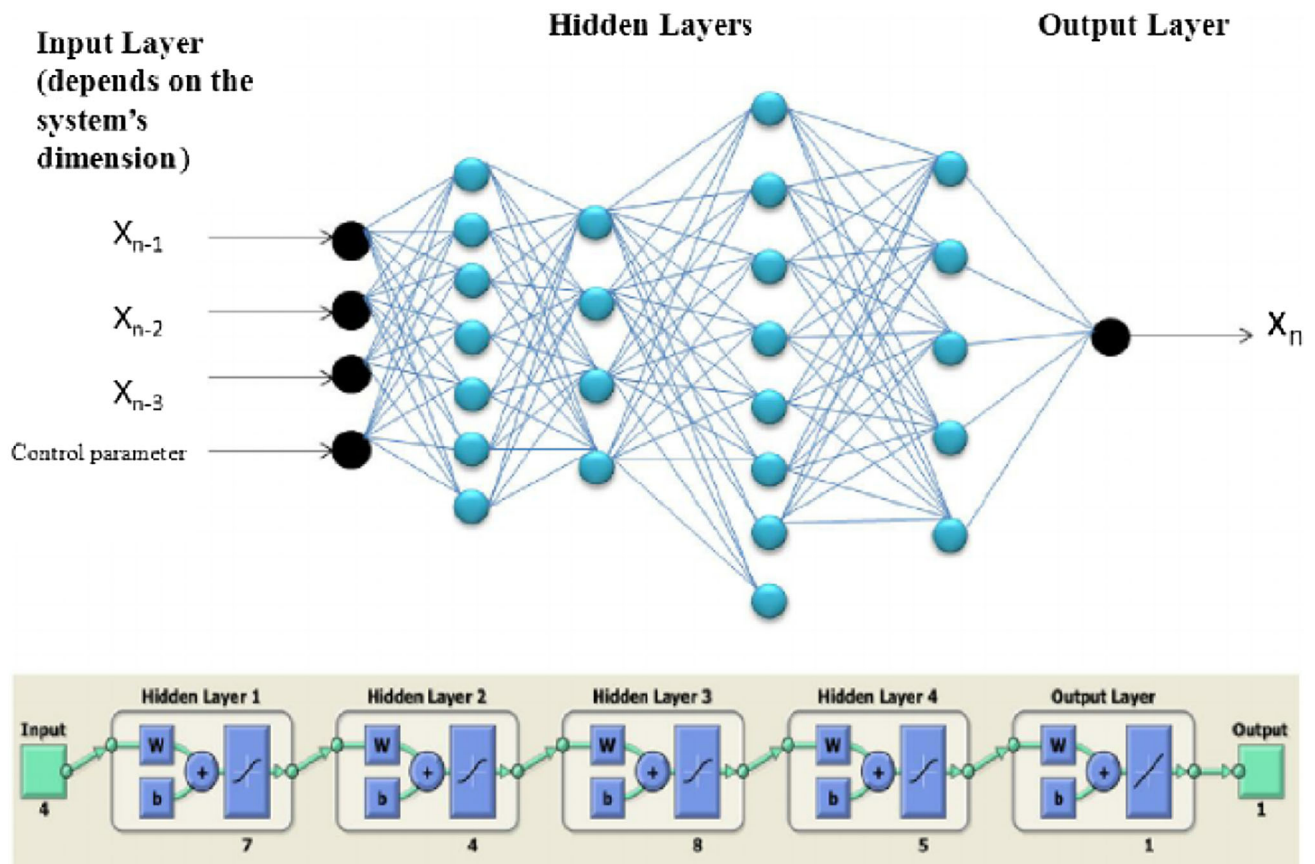 Hidden Layers
Output Layer
Input Layer
(depends on the
system's
dimension)
Xn-1
Xn-2
Xn-3
Control parameter
Xn
Hidden Layer 1
Hidden Layer 2
Hidden Layer 3
Hidden Layer 4
Output Layer
Input
Output
W
b
+
W
b
+
W
b
+
W
b
+
W
b
+
4
7
4
8
5
1
1